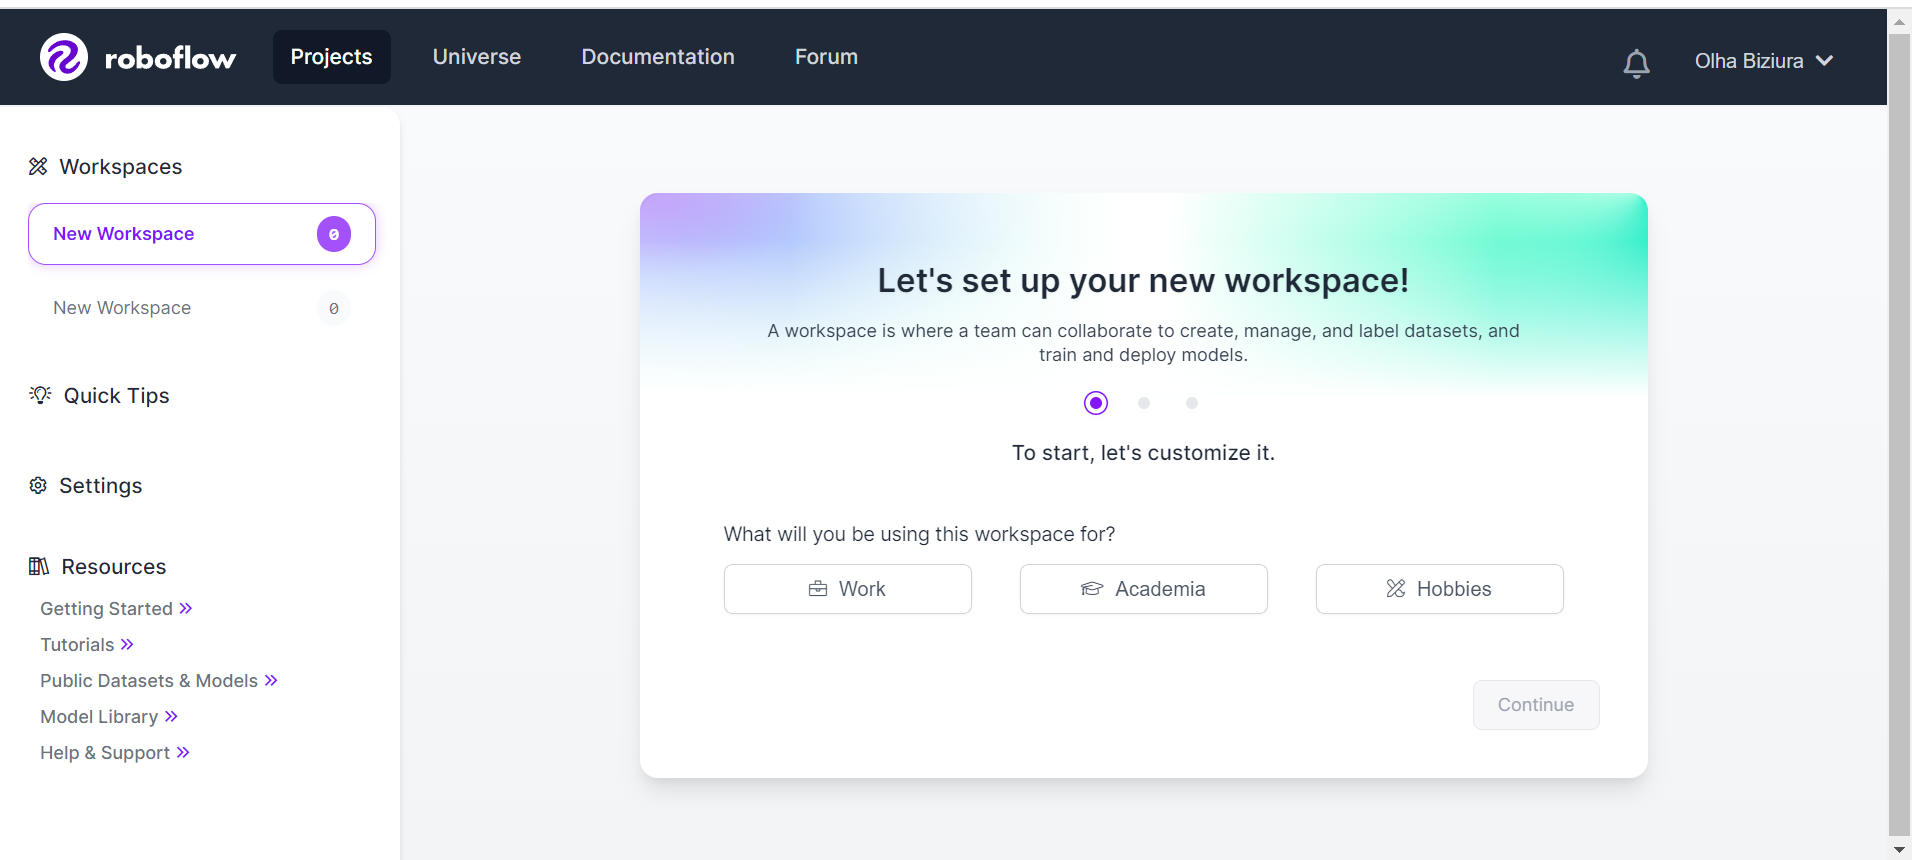 roboflow
Projects
Universe
Documentation
Forum
Olha Biziura
Workspaces
New Workspace 0
New Workspace 0
Quick Tips
Settings
Resources
Getting Started
Tutorials
Public Datasets & Models
Model Library
Help & Support
Let's set up your new workspace!
A workspace is where a team can collaborate to create, manage, and label datasets, and
train and deploy models.
To start, let's customize it.
What will you be using this workspace for?
Work
Academia
Hobbies
Continue